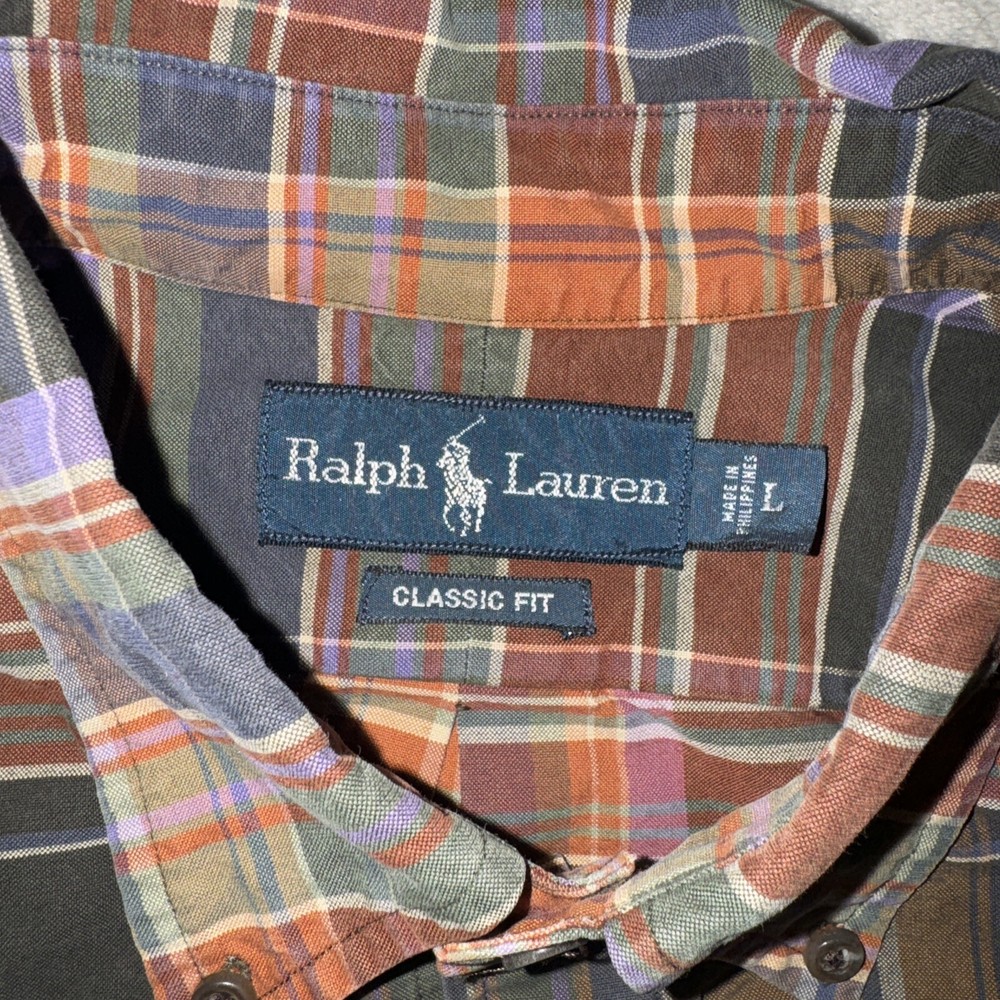 Ralph Lauren
MADE IN
PHILIPPINES
L
CLASSIC FIT